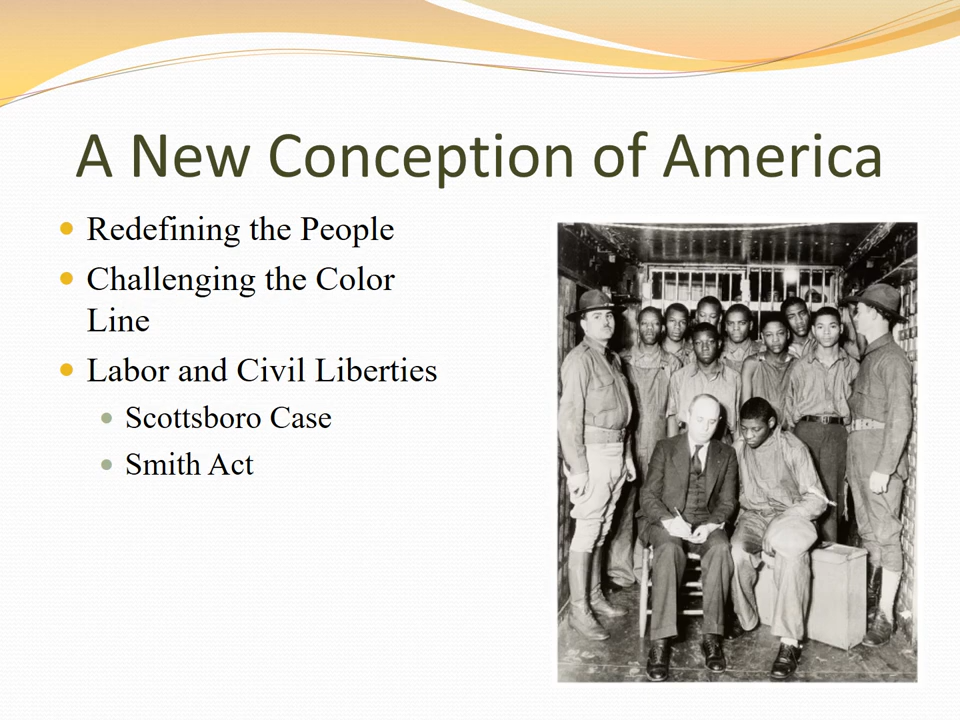 A New Conception of America
Redefining the People
Challenging the Color
Line
Labor and Civil Liberties
Scottsboro Case
Smith Act